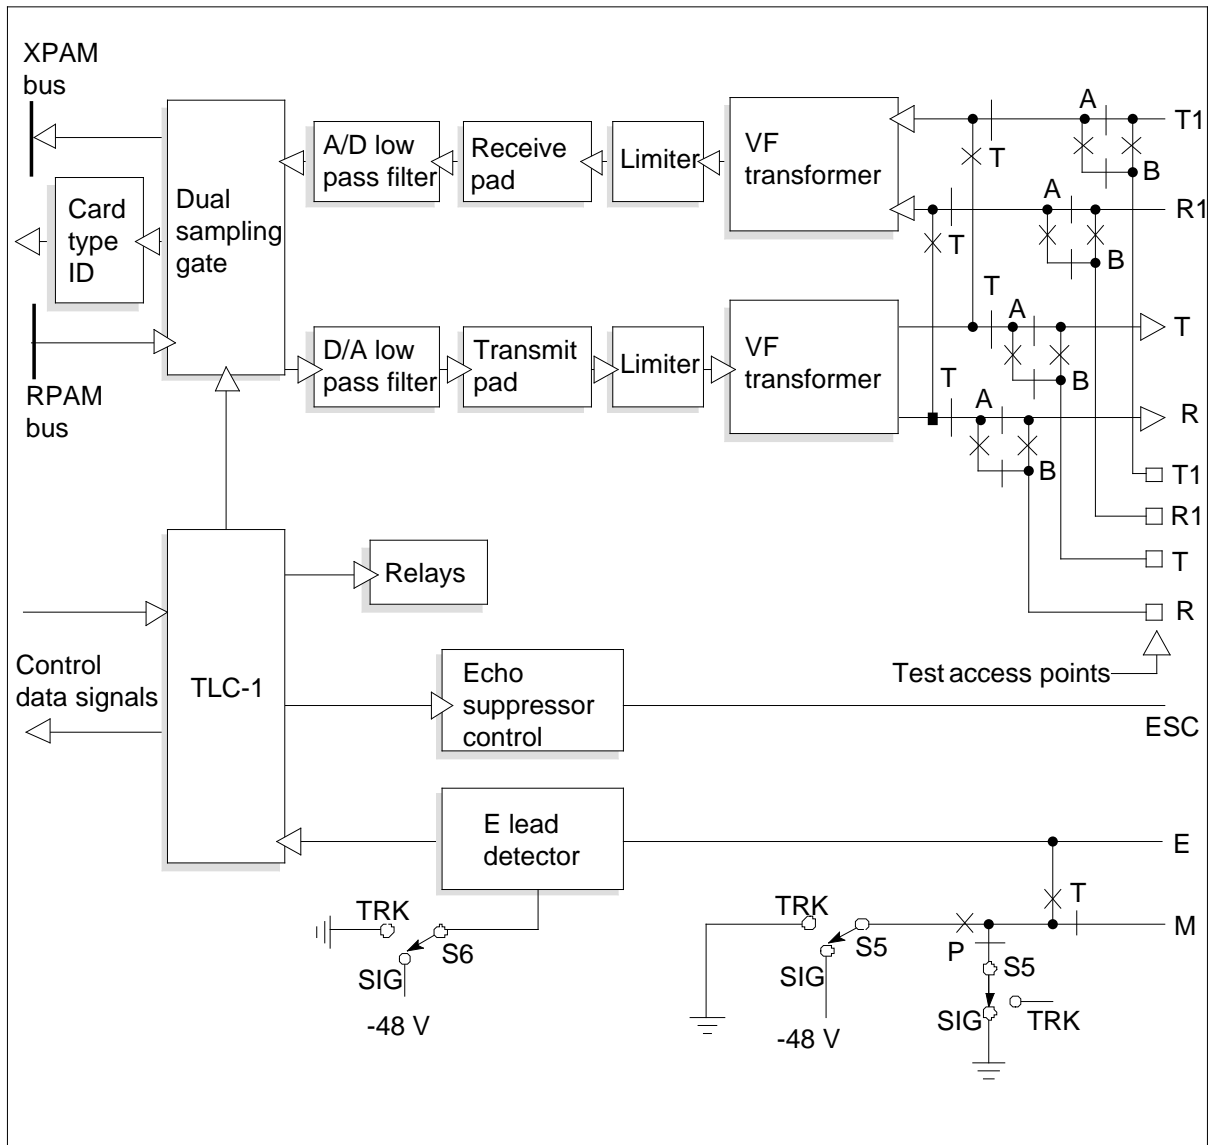 XPAM
bus
A
T1
A/D low
pass filter
Receive
pad
Limiter
VF
transformer
T
B
Card
type
ID
Dual
sampling
gate
A
R1
T
B
T
A
T
RPAM
bus
D/A low
pass filter
Transmit
pad
Limiter
VF
transformer
B
T
A
R
B
T1
R1
T
R
Relays
Test access points
Control
data signals
TLC-1
Echo
suppressor
control
ESC
E lead
detector
E
TRK
S6
SIG
-48 V
TRK
S5
SIG
-48 V
T
M
P
S5
SIG
TRK